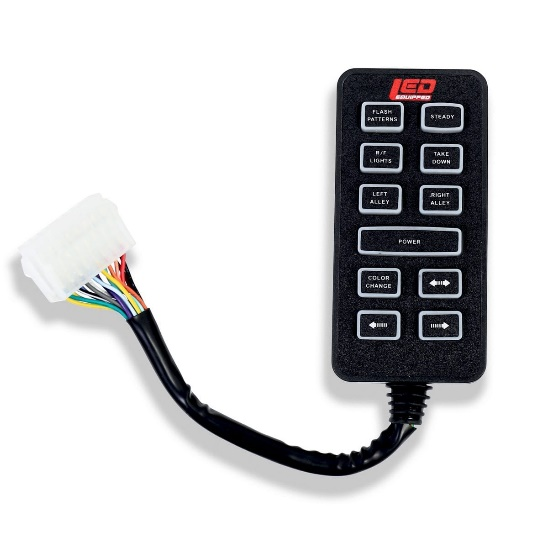 LED
EQUIPPED
FLASH
PATTERNS
STEADY
R/F
LIGHTS
TAKE
DOWN
LEFT
ALLEY
RIGHT
ALLEY
POWER
COLOR
CHANGE